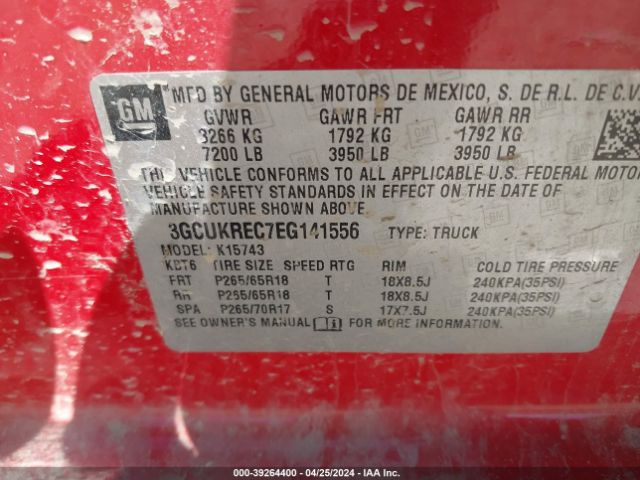 GM
MFD BY GENERAL MOTORS DE MEXICO, S. DE R.L. DE C.V.
GVWR GAWR FRT GAWR RR
3266 KG 1792 KG 1792 KG
7200 LB 3950 LB 3950 LB
THIS VEHICLE CONFORMS TO ALL APPLICABLE U.S. FEDERAL MOTOR
VEHICLE SAFETY STANDARDS IN EFFECT ON THE DATE OF
MANUFACTURE SHOWN ABOVE.
3GCUKREC7EG141556 TYPE: TRUCK
MODEL: K15743
TIRE SIZE SPEED RTG RIM COLD TIRE PRESSURE
FRT P265/65R18 T 18X8.5J 240KPA(35PSI)
RR P265/65R18 T 18X8.5J 240KPA(35PSI)
SPA P265/70R17 S 17X7.5J 240KPA(35PSI)
SEE OWNER'S MANUAL FOR MORE INFORMATION.
000-39264400 - 04/25/2024 - IAA Inc.